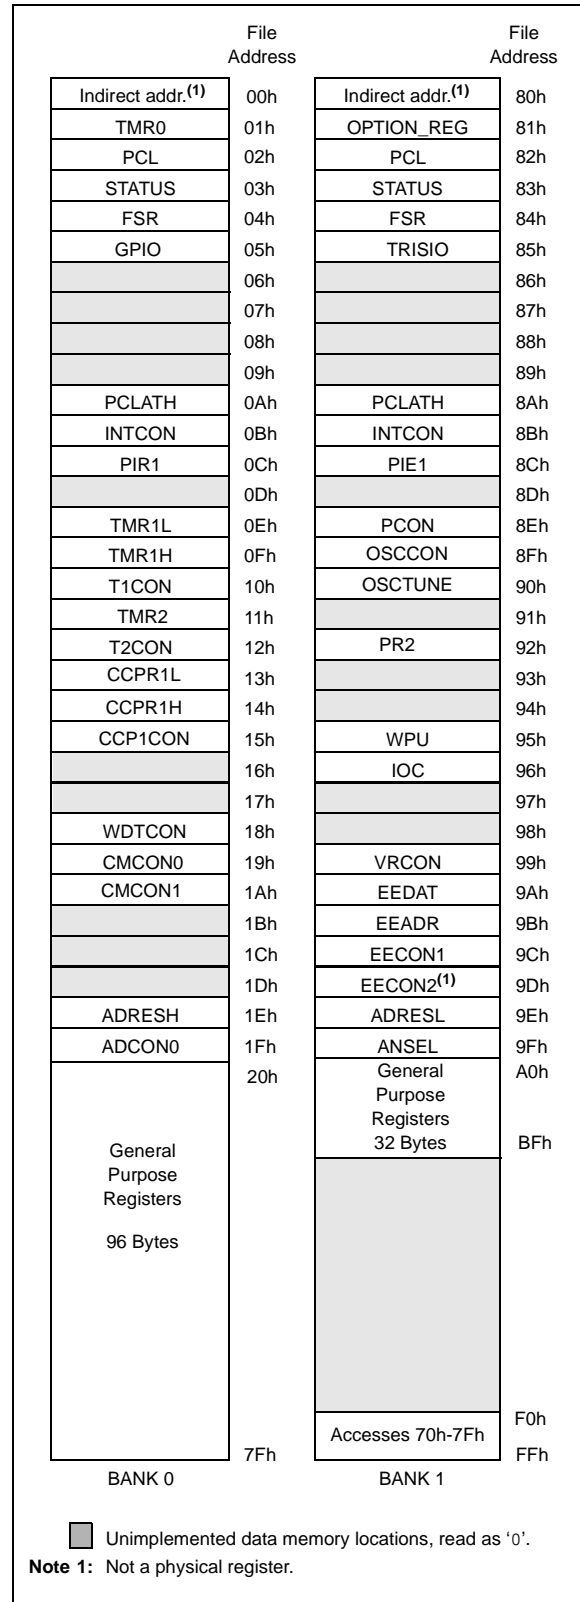 File Address File Address
Indirect addr.(1) 00h Indirect addr.(1) 80h
TMR0 01h OPTION_REG 81h
PCL 02h PCL 82h
STATUS 03h STATUS 83h
FSR 04h FSR 84h
GPIO 05h TRISIO 85h
06h 86h
07h 87h
08h 88h
09h 89h
PCLATH 0Ah PCLATH 8Ah
INTCON 0Bh INTCON 8Bh
PIR1 0Ch PIE1 8Ch
0Dh 8Dh
TMR1L 0Eh PCON 8Eh
TMR1H 0Fh OSCCON 8Fh
T1CON 10h OSCTUNE 90h
TMR2 11h 91h
T2CON 12h PR2 92h
CCPR1L 13h 93h
CCPR1H 14h 94h
CCP1CON 15h WPU 95h
16h IOC 96h
17h 97h
WDTCON 18h 98h
CMCON0 19h VRCON 99h
CMCON1 1Ah EEDAT 9Ah
1Bh EEADR 9Bh
1Ch EECON1 9Ch
1Dh EECON2(1) 9Dh
ADRESH 1Eh ADRESL 9Eh
ADCON0 1Fh ANSEL 9Fh
20h General A0h
Purpose
Registers
32 Bytes BFh
General
Purpose
Registers
96 Bytes
F0h
Accesses 70h-7Fh
7Fh FFh
BANK 0 BANK 1
Unimplemented data memory locations, read as ‘0’.
Note 1: Not a physical register.